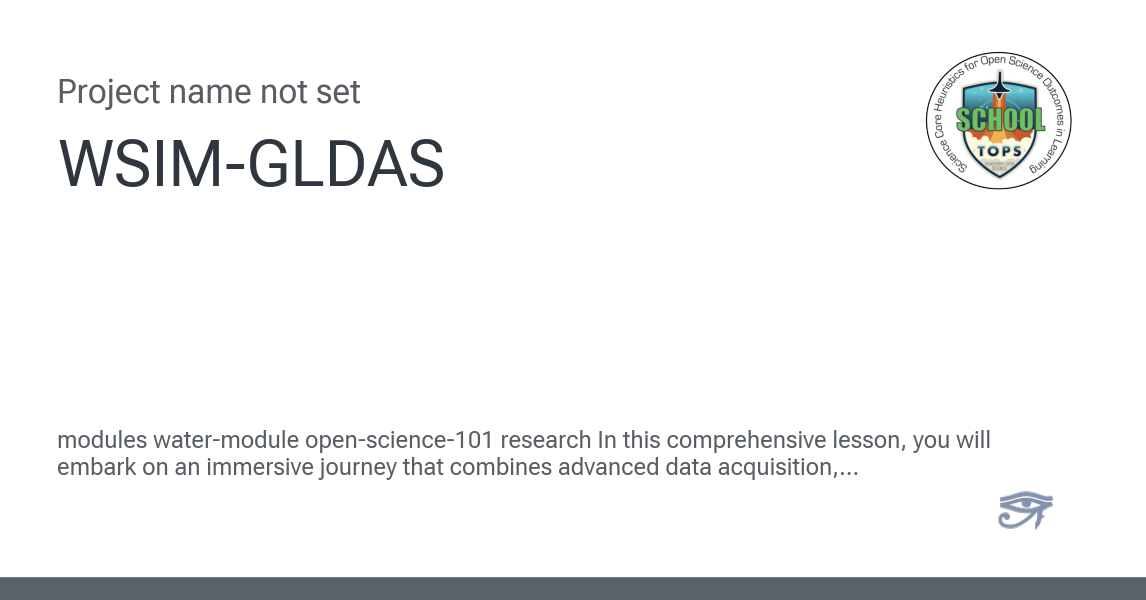 Project name not set
WSIM-GLDAS
Science Core Heuristics for Open Science Outcomes in Learning
SCHOOL
TOPS
modules water-module open-science-101 research In this comprehensive lesson, you will
embark on an immersive journey that combines advanced data acquisition,...